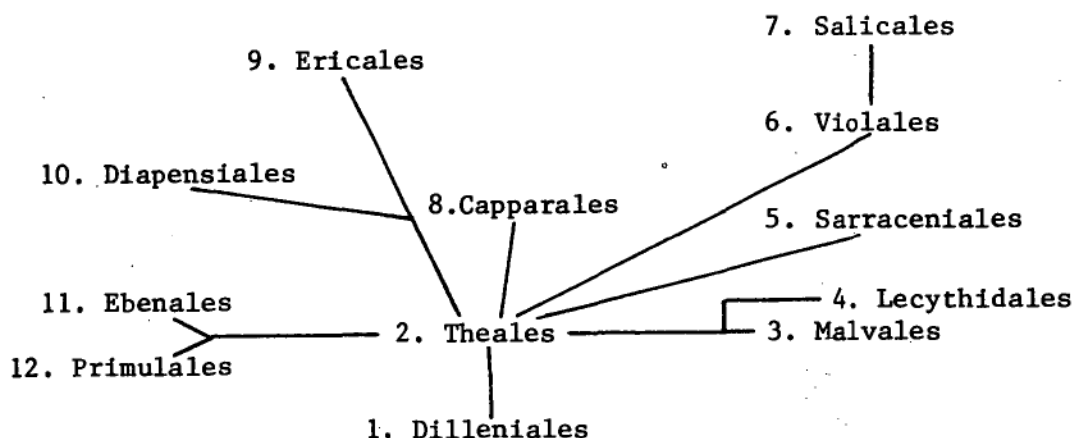 7. Salicales
9. Ericales
6. Violales
10. Diapensiales
8.Capparales
5. Sarraceniales
11. Ebenales
4. Lecythidales
2. Theales
3. Malvales
12. Primulales
1. Dilleniales